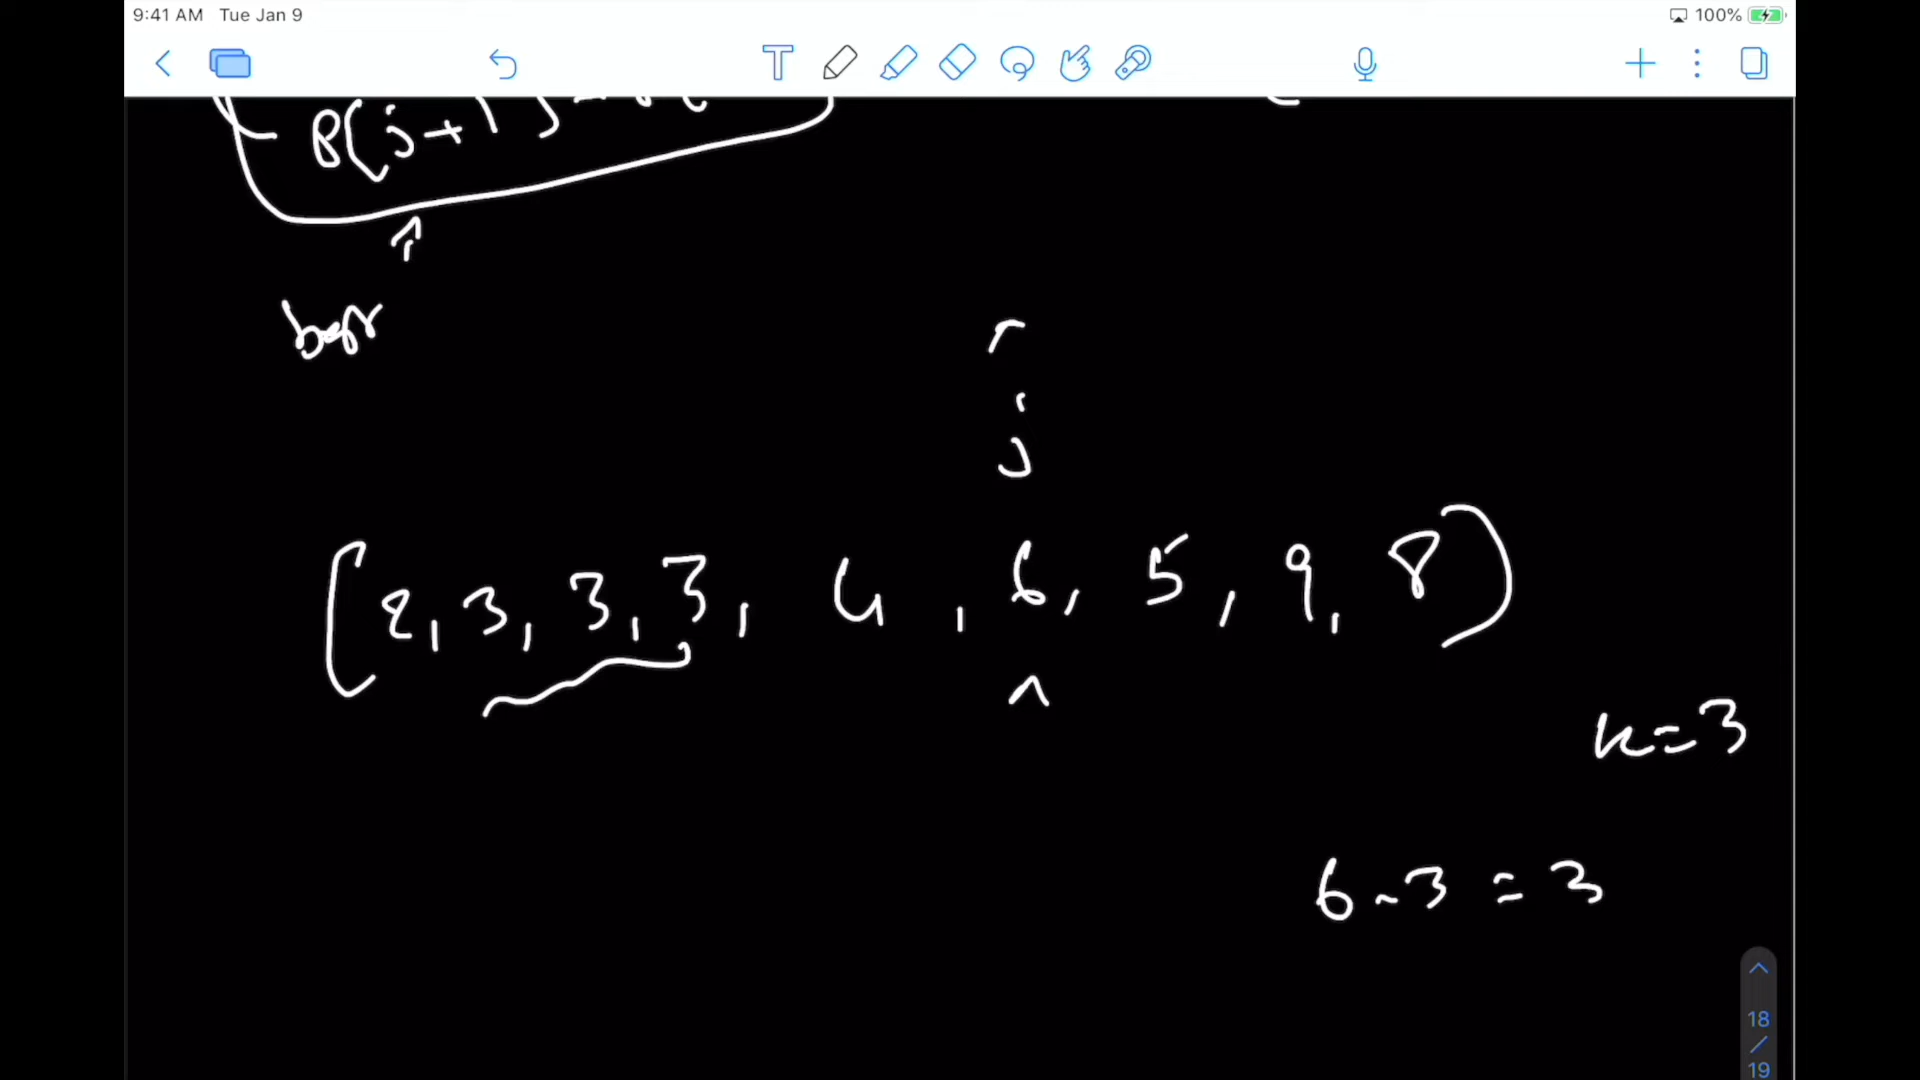 9:41 AM Tue Jan 9
100%
T
B[j+1]
r
j
[2, 3, 3, 3, 4, 6, 5, 9, 8]
k=3
6-3=3
18
/
19